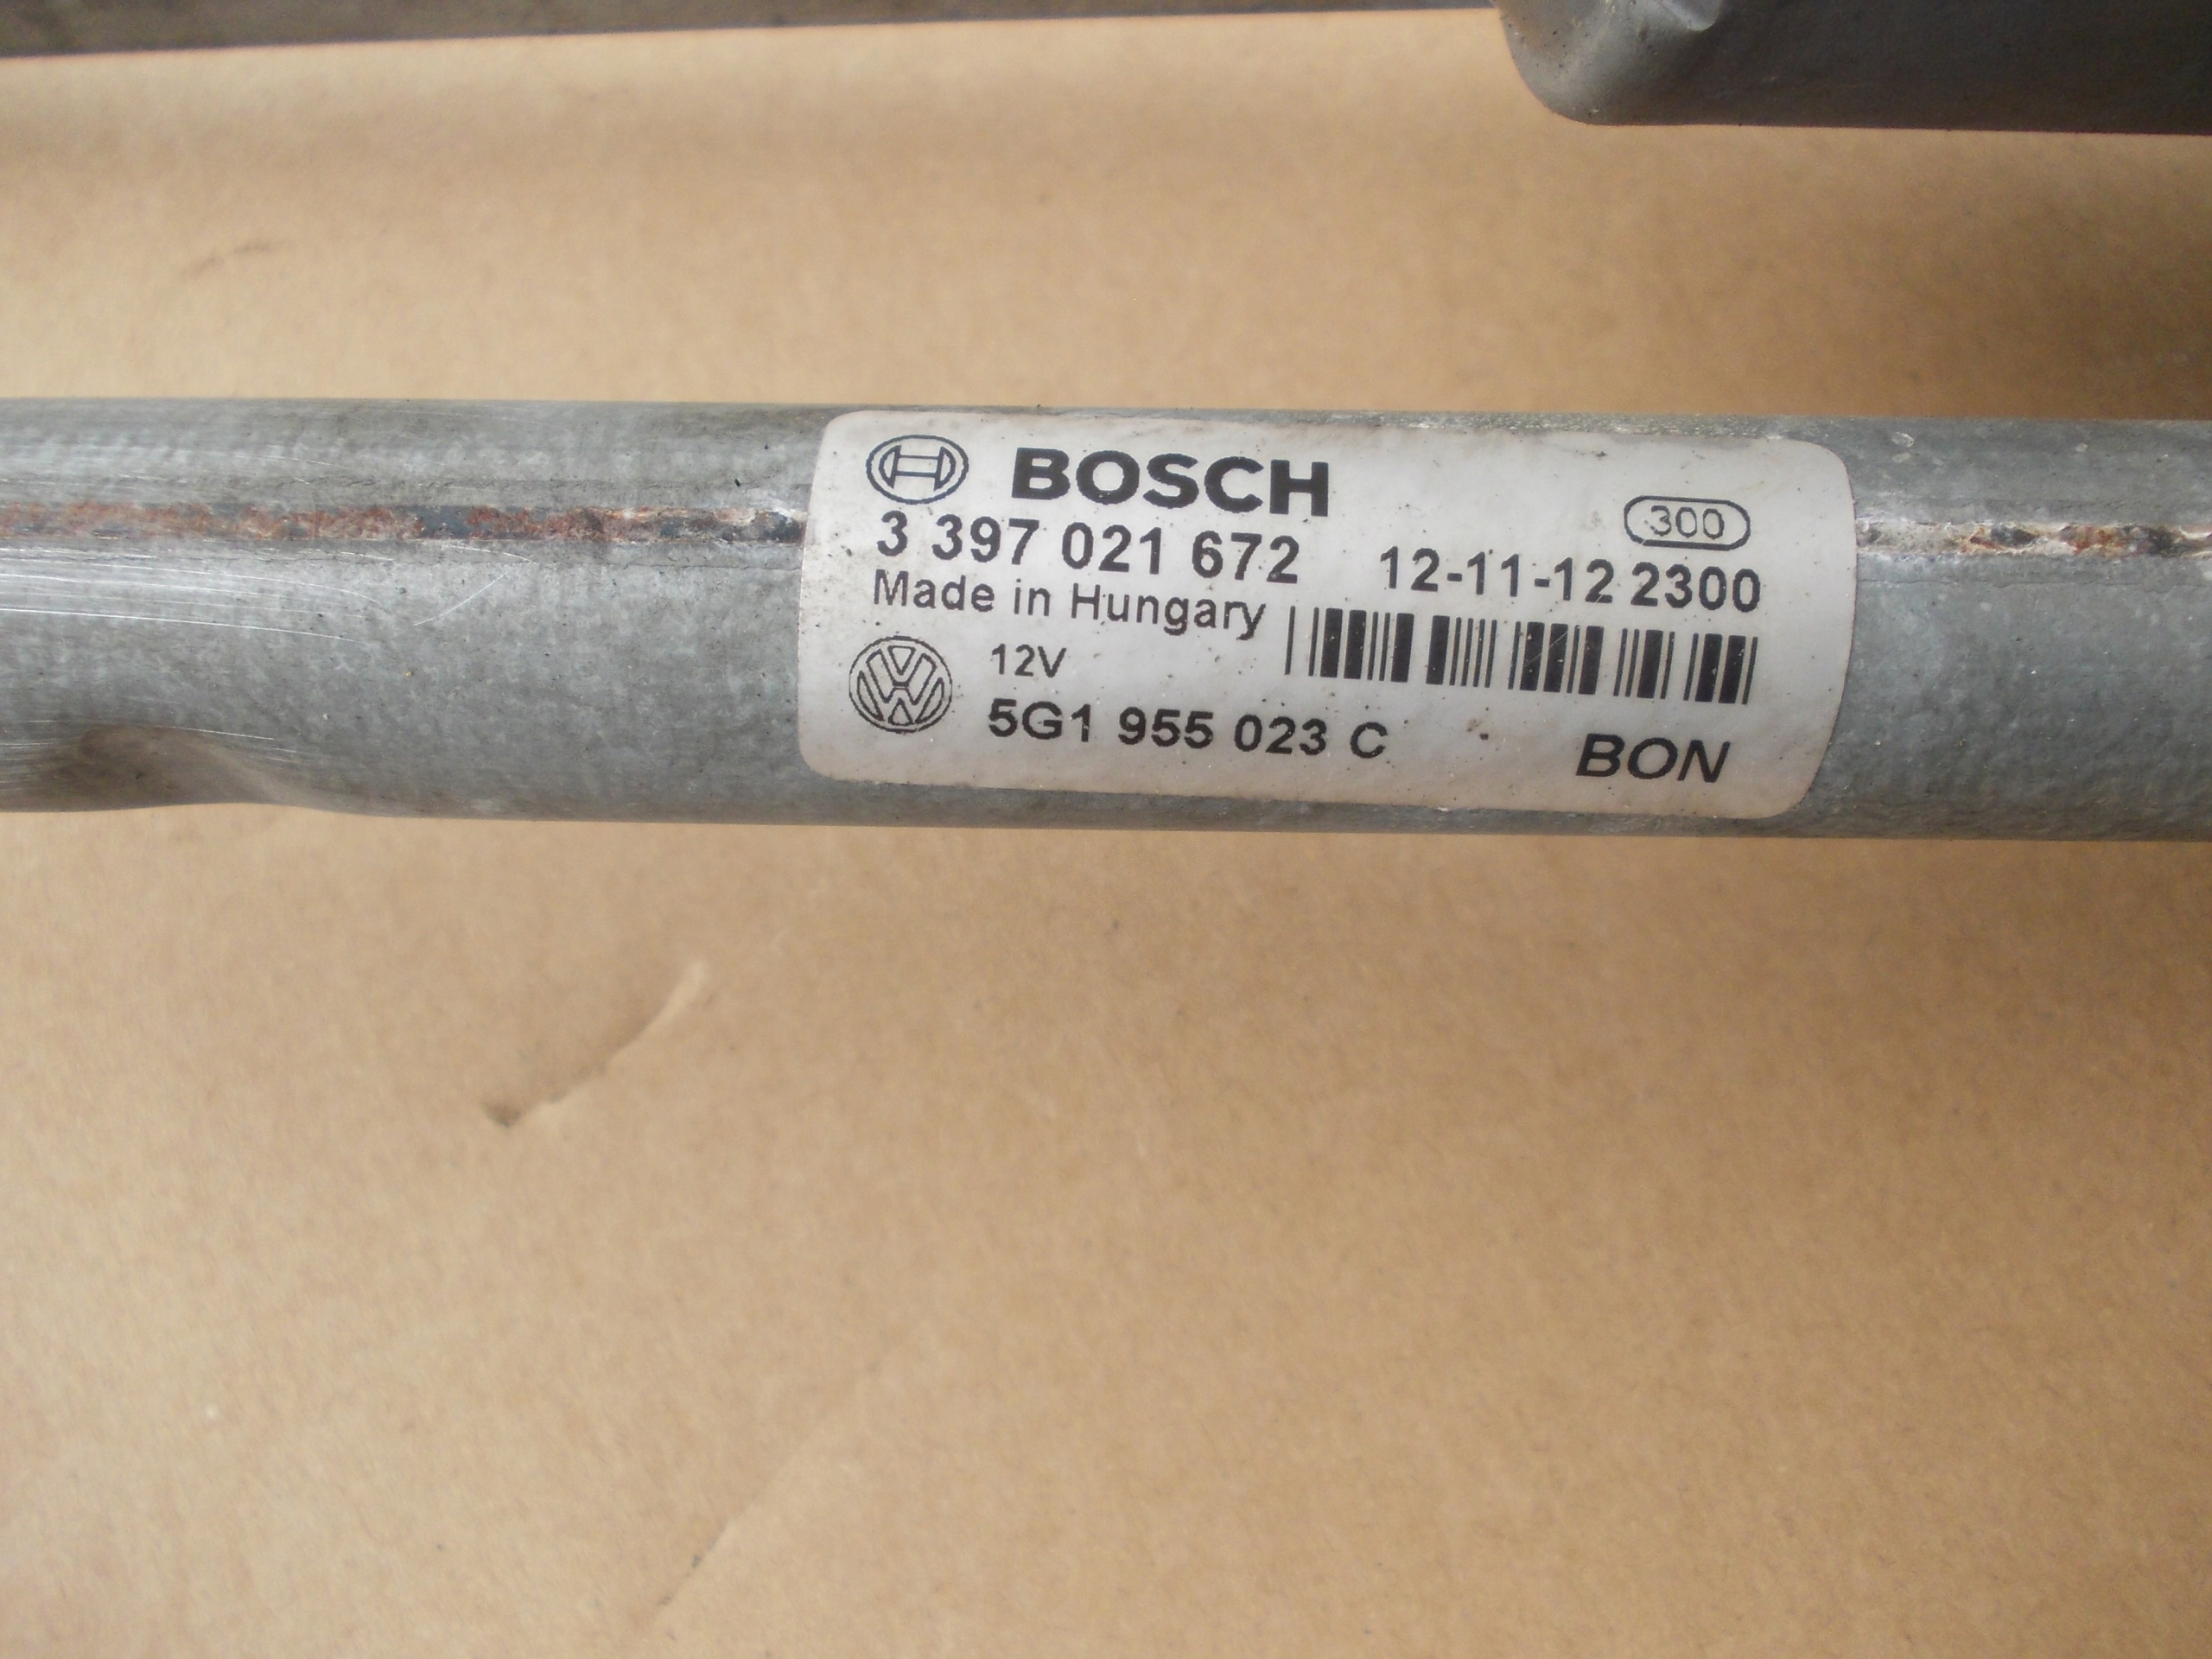 BOSCH
300
3 397 021 672 12-11-12 2300
Made in Hungary
12V
5G1 955 023 C
BON